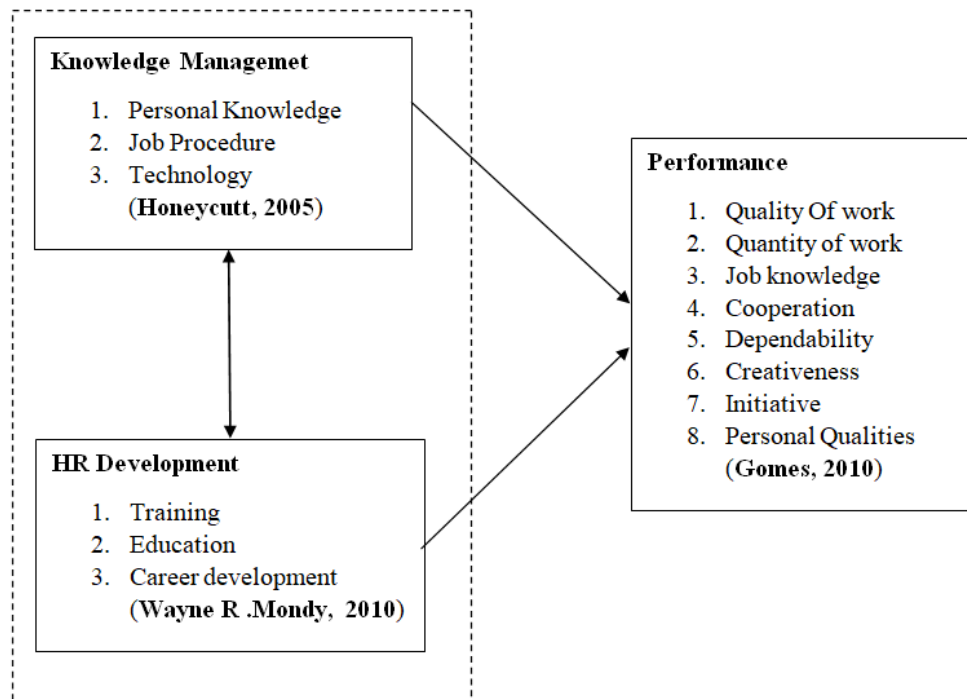 Knowledge Managemet
1. Personal Knowledge
2. Job Procedure
3. Technology
(Honeycutt, 2005)
HR Development
1. Training
2. Education
3. Career development
(Wayne R .Mondy, 2010)
Performance
1. Quality Of work
2. Quantity of work
3. Job knowledge
4. Cooperation
5. Dependability
6. Creativeness
7. Initiative
8. Personal Qualities
(Gomes, 2010)